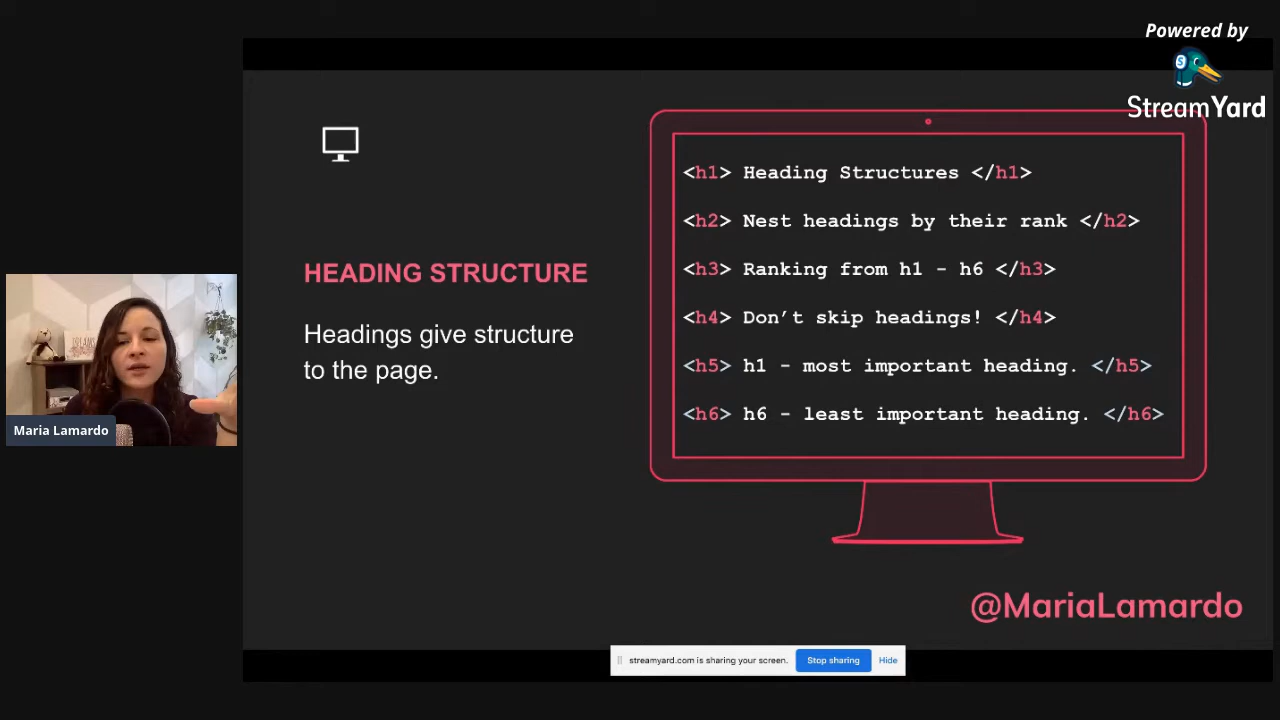 Powered by
StreamYard
HEADING STRUCTURE
Headings give structure
to the page.
<h1> Heading Structures </h1>
<h2> Nest headings by their rank </h2>
<h3> Ranking from h1 - h6 </h3>
<h4> Don’t skip headings! </h4>
<h5> h1 - most important heading. </h5>
<h6> h6 - least important heading. </h6>
Maria Lamardo
@MariaLamardo
streamyard.com is sharing your screen. Stop sharing Hide